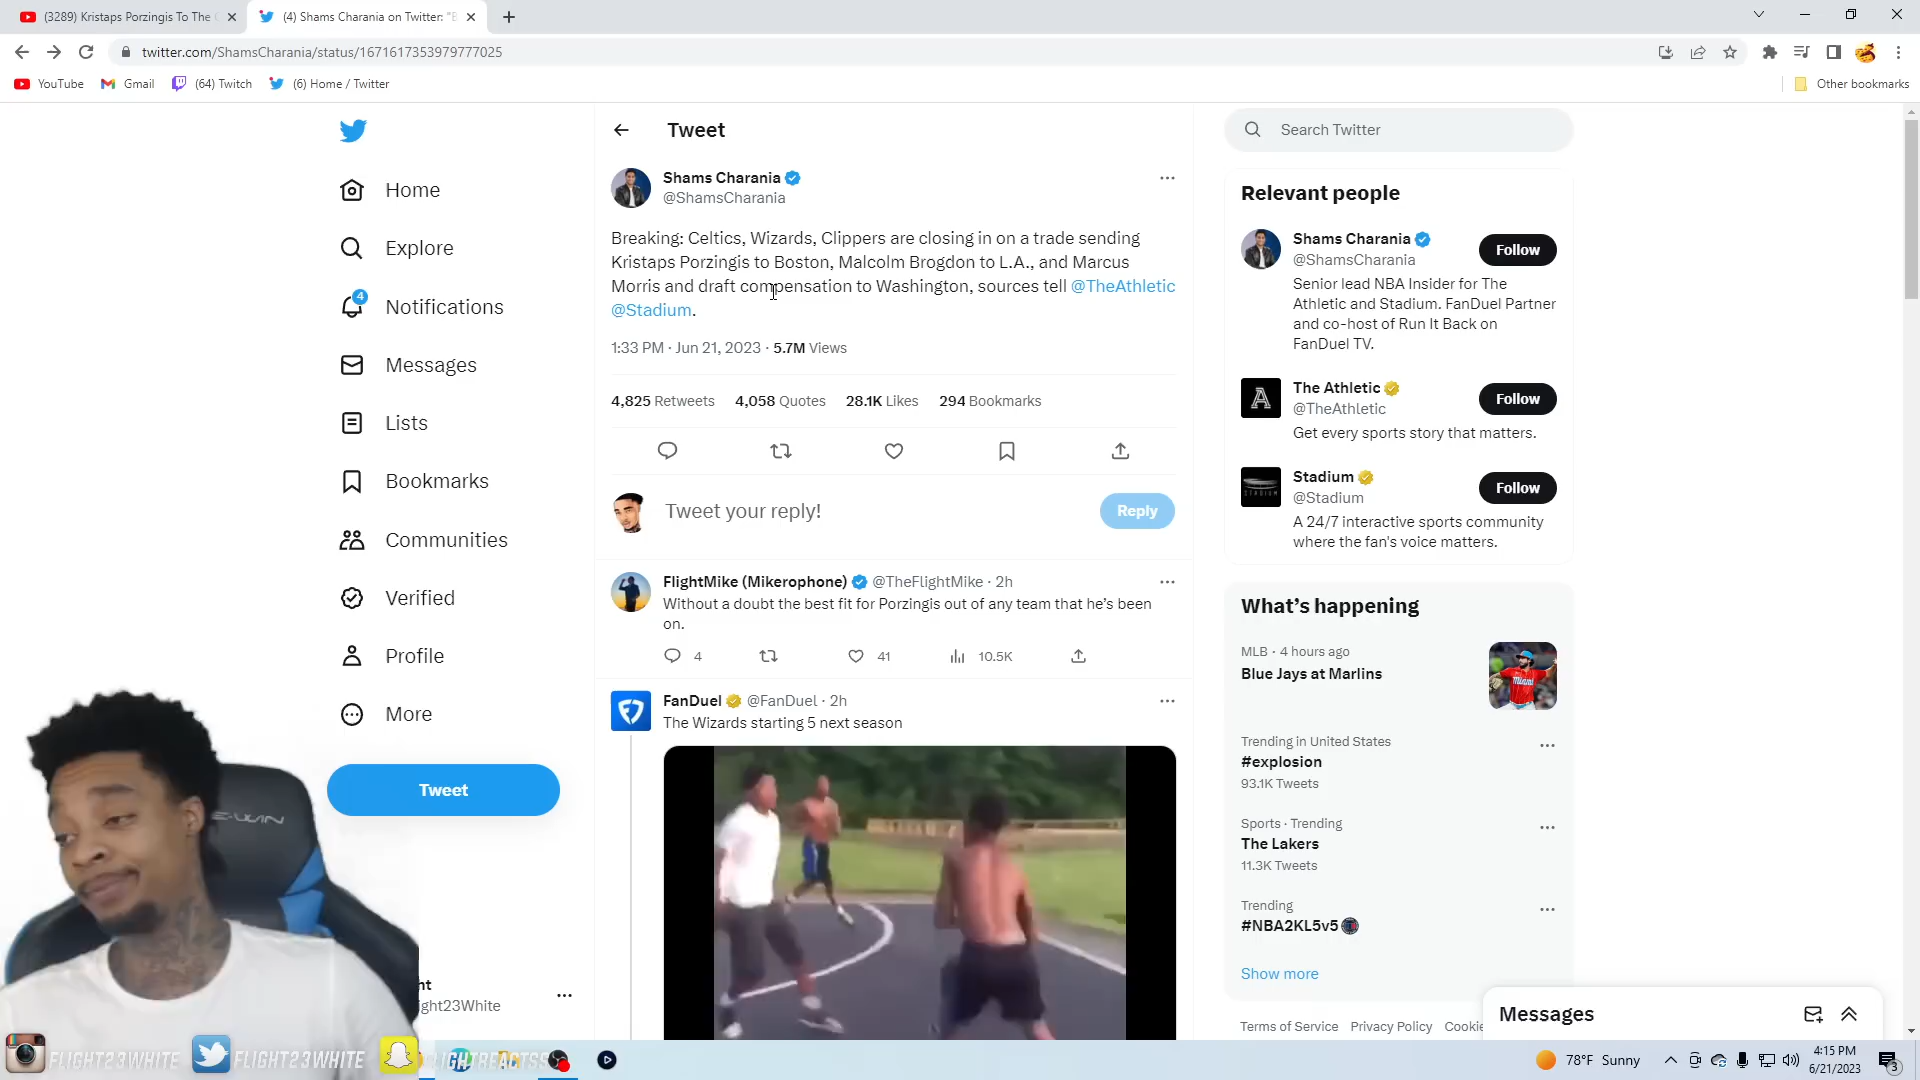 (3289) Kristaps Porzingis To The
(4) Shams Charania on Twitter: "B
twitter.com/ShamsCharania/status/1671617353979777025
YouTube
Gmail
(64) Twitch
(6) Home / Twitter
Other bookmarks
Home
Explore
4
Notifications
Messages
Lists
Bookmarks
Communities
Verified
Profile
More
Tweet
ht
ight23White
Tweet
Shams Charania
@ShamsCharania
Breaking: Celtics, Wizards, Clippers are closing in on a trade sending
Kristaps Porzingis to Boston, Malcolm Brogdon to L.A., and Marcus
Morris and draft compensation to Washington, sources tell @TheAthletic
@Stadium.
1:33 PM · Jun 21, 2023 · 5.7M Views
4,825 Retweets 4,058 Quotes 28.1K Likes 294 Bookmarks
Tweet your reply!
Reply
FlightMike (Mikerophone) @TheFlightMike · 2h
Without a doubt the best fit for Porzingis out of any team that he's been
on.
4 41 10.5K
FanDuel @FanDuel · 2h
The Wizards starting 5 next season
Search Twitter
Relevant people
Shams Charania
@ShamsCharania
Follow
Senior lead NBA Insider for The
Athletic and Stadium. FanDuel Partner
and co-host of Run It Back on
FanDuel TV.
The Athletic
@TheAthletic
Follow
Get every sports story that matters.
Stadium
@Stadium
Follow
A 24/7 interactive sports community
where the fan's voice matters.
What's happening
MLB · 4 hours ago
Blue Jays at Marlins
Trending in United States
#explosion
93.1K Tweets
Sports · Trending
The Lakers
11.3K Tweets
Trending
#NBA2KL5v5
Show more
Terms of Service Privacy Policy Cookie
Messages
E-WIN
FLIGHT23WHITE
FLIGHT23WHITE
FLIGHTREACTSS
78°F Sunny
4:15 PM
6/21/2023
3